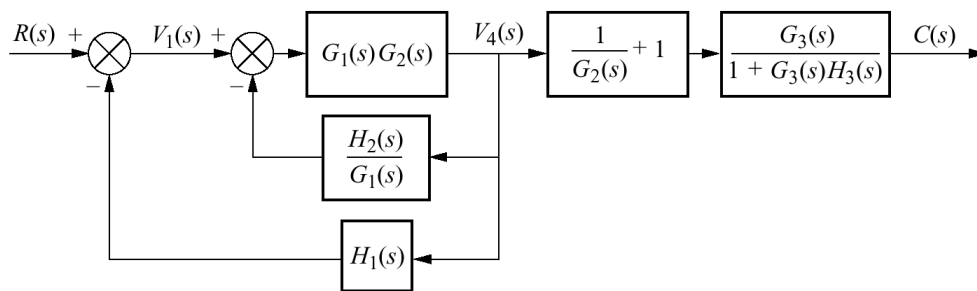 R(s) + V₁(s) + G₁(s)G₂(s) V₄(s) 1/G₂(s) + 1 G₃(s)/(1 + G₃(s)H₃(s)) C(s)
− −
H₂(s)/G₁(s)
H₁(s)